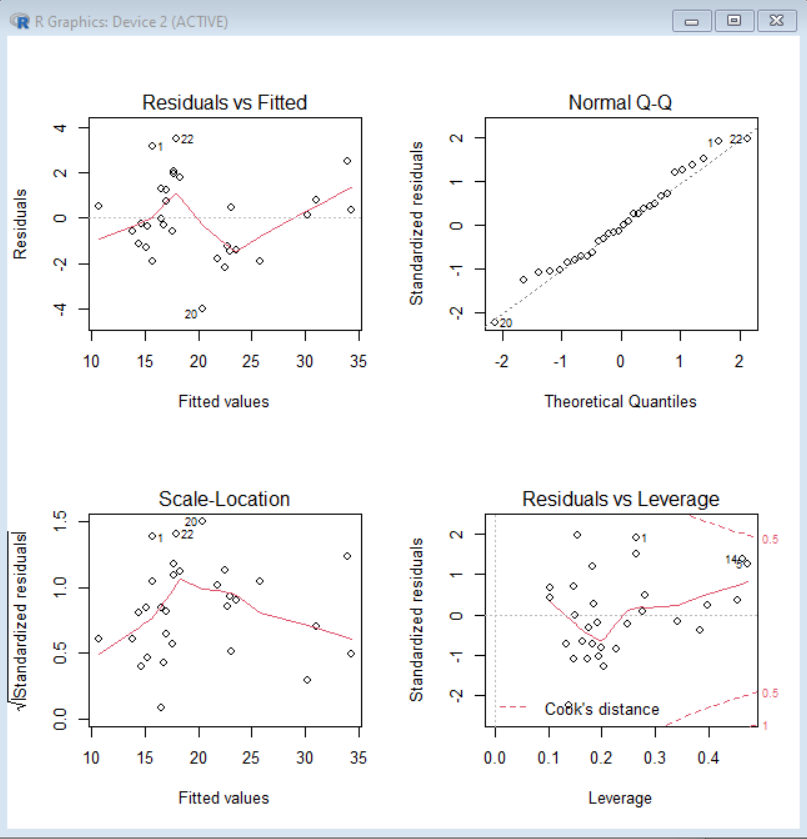 R Graphics: Device 2 (ACTIVE)
Residuals vs Fitted
Residuals
4
2
0
-2
-4
1
22
20
10 15 20 25 30 35
Fitted values
Normal Q-Q
Standardized residuals
2
1
0
-1
-2
1
22
20
-2 -1 0 1 2
Theoretical Quantiles
Scale-Location
√|Standardized residuals|
1.5
1.0
0.5
0.0
20
1
22
10 15 20 25 30 35
Fitted values
Residuals vs Leverage
Standardized residuals
2
1
0
-1
-2
1
14
0.5
0.5
1
Cook's distance
0.0 0.1 0.2 0.3 0.4
Leverage